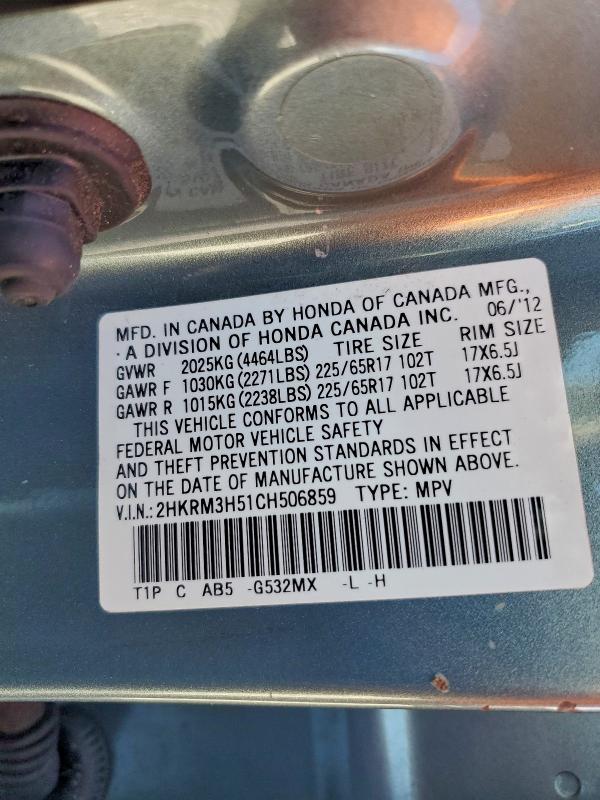 MFD. IN CANADA BY HONDA OF CANADA MFG.,
·A DIVISION OF HONDA CANADA INC. 06/'12
GVWR 2025KG(4464LBS) TIRE SIZE RIM SIZE
GAWR F 1030KG(2271LBS) 225/65R17 102T 17X6.5J
GAWR R 1015KG(2238LBS) 225/65R17 102T 17X6.5J
THIS VEHICLE CONFORMS TO ALL APPLICABLE
FEDERAL MOTOR VEHICLE SAFETY
AND THEFT PREVENTION STANDARDS IN EFFECT
ON THE DATE OF MANUFACTURE SHOWN ABOVE.
V.I.N.:2HKRM3H51CH506859 TYPE: MPV
T1P C AB5 -G532MX -L -H